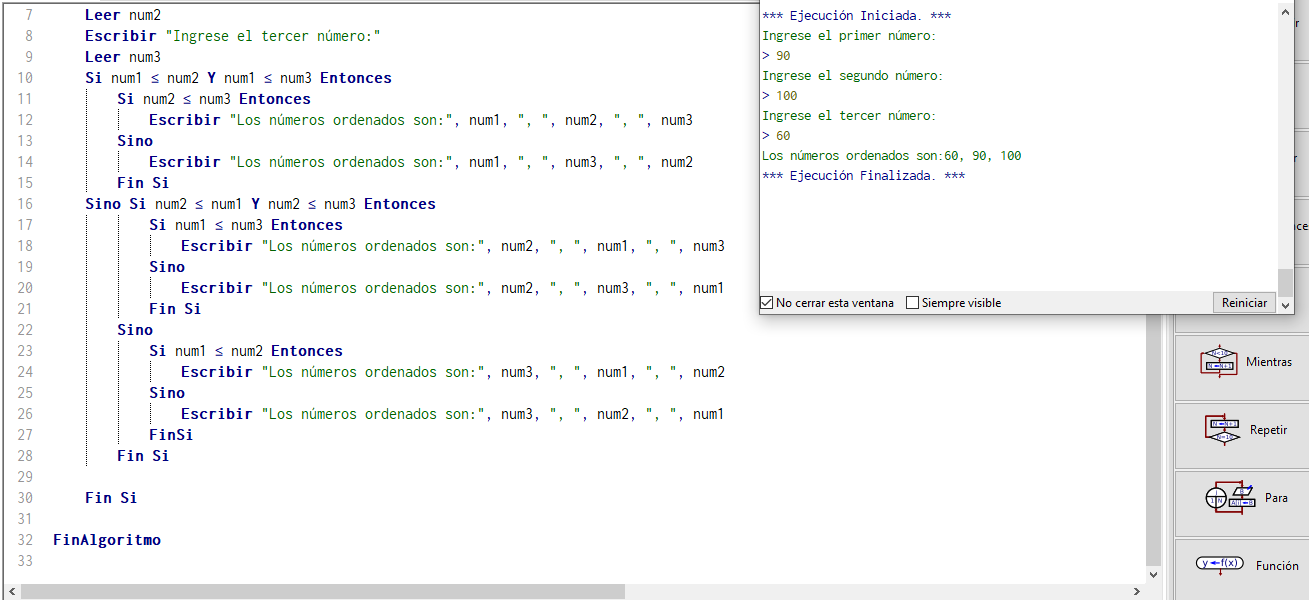 7 Leer num2
8 Escribir "Ingrese el tercer número:"
9 Leer num3
10 Si num1 ≤ num2 Y num1 ≤ num3 Entonces
11 Si num2 ≤ num3 Entonces
12 Escribir "Los números ordenados son:", num1, ", ", num2, ", ", num3
13 Sino
14 Escribir "Los números ordenados son:", num1, ", ", num3, ", ", num2
15 Fin Si
16 Sino Si num2 ≤ num1 Y num2 ≤ num3 Entonces
17 Si num1 ≤ num3 Entonces
18 Escribir "Los números ordenados son:", num2, ", ", num1, ", ", num3
19 Sino
20 Escribir "Los números ordenados son:", num2, ", ", num3, ", ", num1
21 Fin Si
22 Sino
23 Si num1 ≤ num2 Entonces
24 Escribir "Los números ordenados son:", num3, ", ", num1, ", ", num2
25 Sino
26 Escribir "Los números ordenados son:", num3, ", ", num2, ", ", num1
27 FinSi
28 Fin Si
29
30 Fin Si
31
32 FinAlgoritmo
33
*** Ejecución Iniciada. ***
Ingrese el primer número:
> 90
Ingrese el segundo número:
> 100
Ingrese el tercer número:
> 60
Los números ordenados son:60, 90, 100
*** Ejecución Finalizada. ***
No cerrar esta ventana Siempre visible Reiniciar
Mientras
Repetir
Para
y←f(x) Función